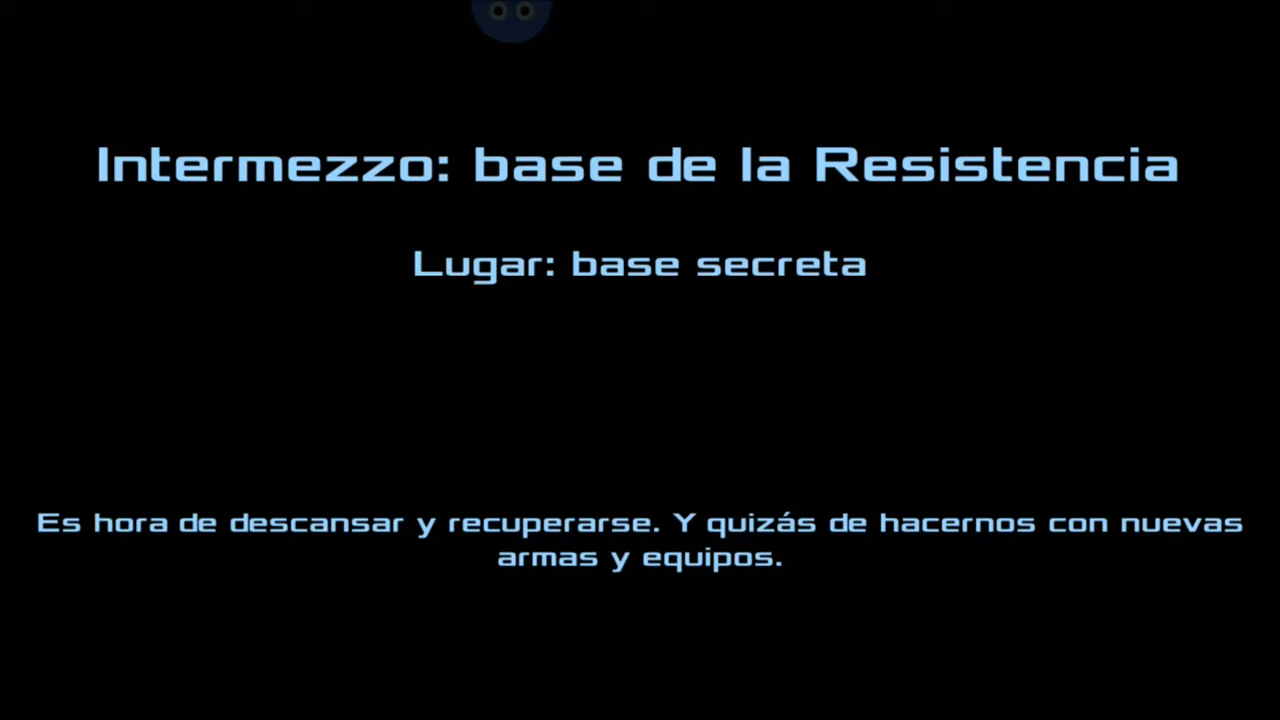 Intermezzo: base de la Resistencia
Lugar: base secreta
Es hora de descansar y recuperarse. Y quizás de hacernos con nuevas
armas y equipos.